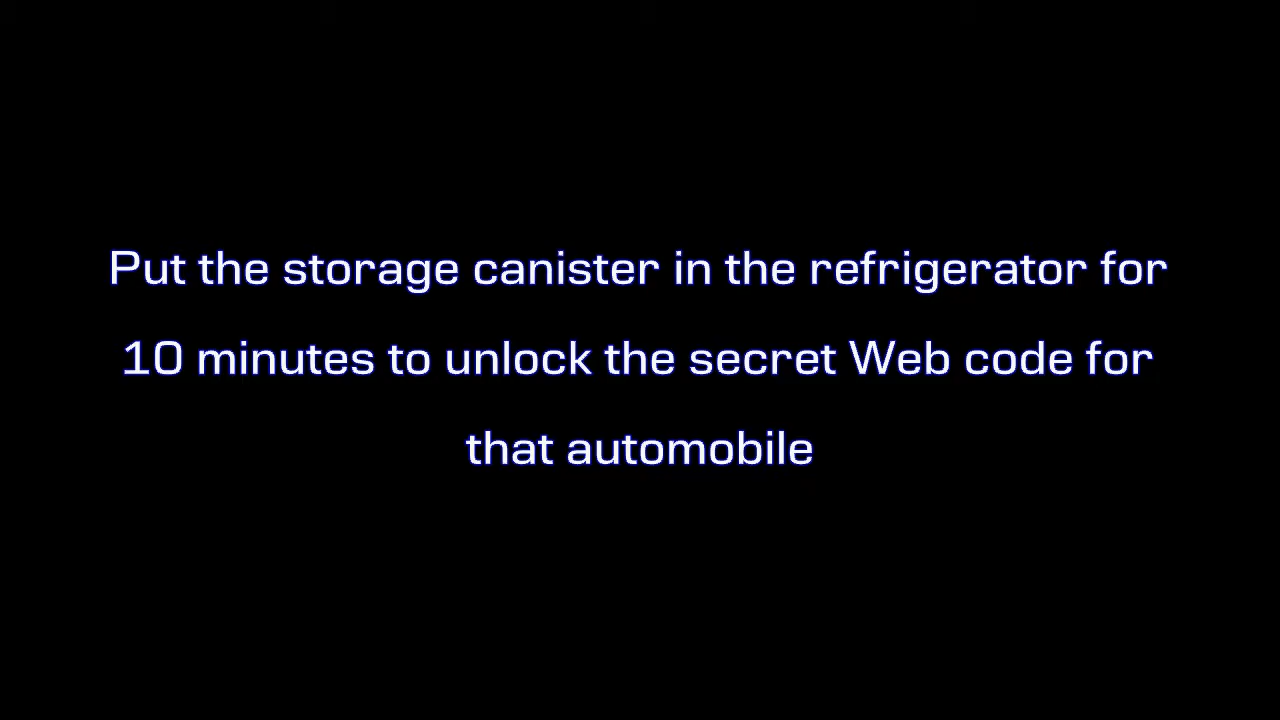 Put the storage canister in the refrigerator for
10 minutes to unlock the secret Web code for
that automobile